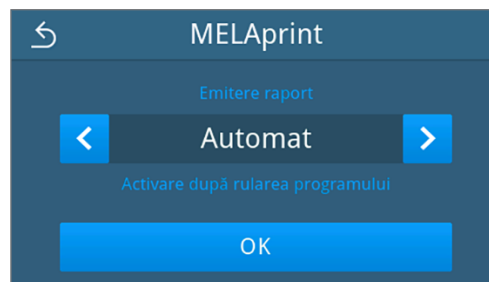 MELAprint
Emitere raport
Automat
Activare după rularea programului
OK